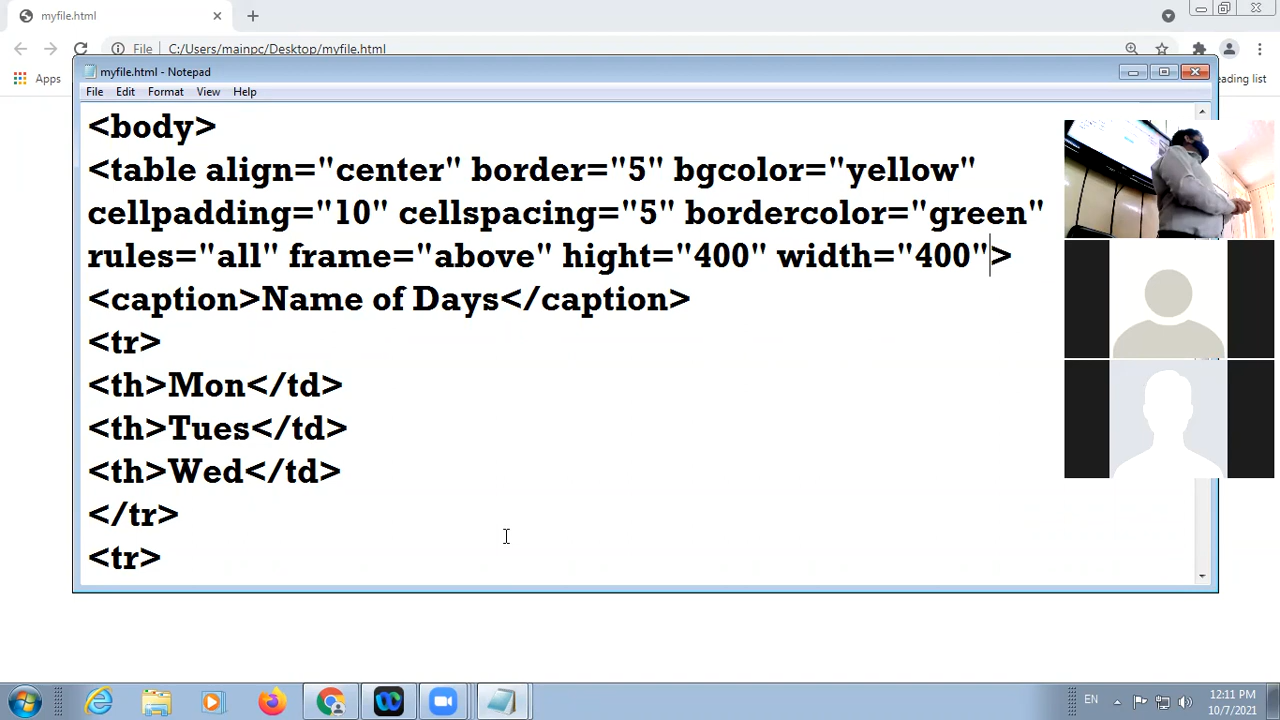 myfile.html
File
C:/Users/mainpc/Desktop/myfile.html
Apps
eading list
myfile.html - Notepad
File Edit Format View Help
<body>
<table align="center" border="5" bgcolor="yellow"
cellpadding="10" cellspacing="5" bordercolor="green"
rules="all" frame="above" hight="400" width="400">
<caption>Name of Days</caption>
<tr>
<th>Mon</td>
<th>Tues</td>
<th>Wed</td>
</tr>
<tr>
EN
12:11 PM
10/7/2021